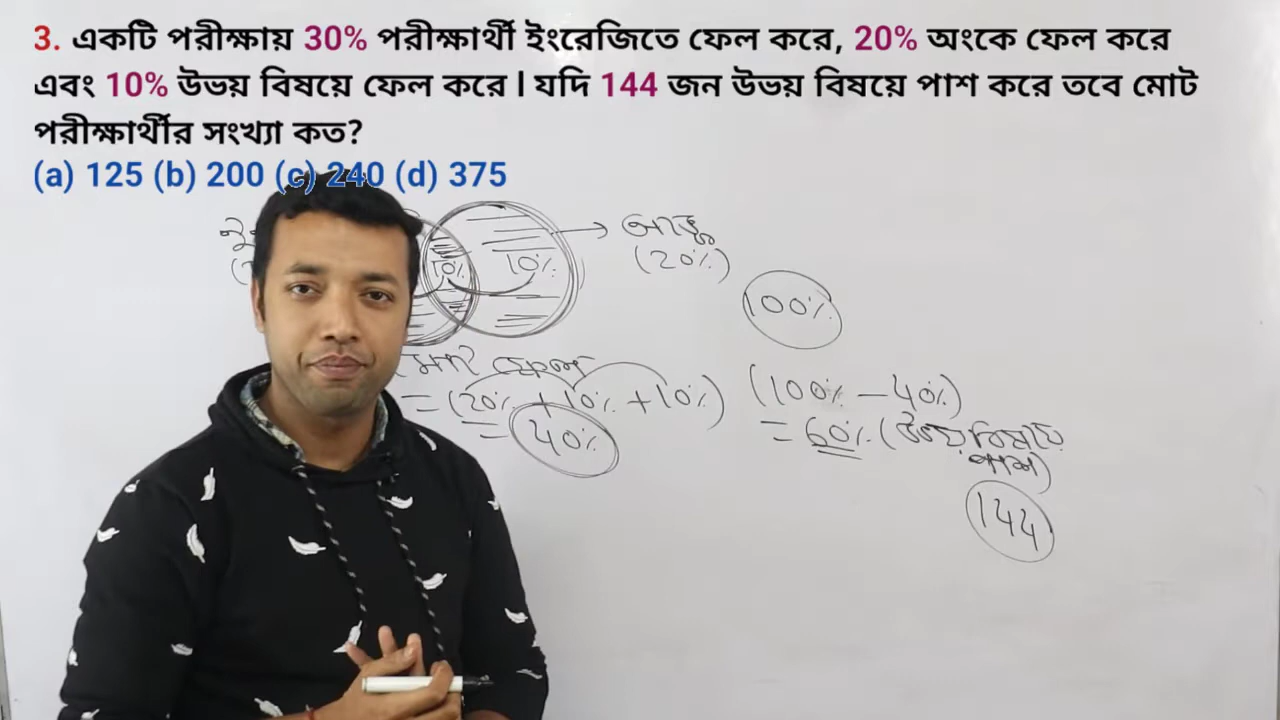 3. একটি পরীক্ষায় 30% পরীক্ষার্থী ইংরেজিতে ফেল করে, 20% অংকে ফেল করে
এবং 10% উভয় বিষয়ে ফেল করে। যদি 144 জন উভয় বিষয়ে পাশ করে তবে মোট
পরীক্ষার্থীর সংখ্যা কত?
(a) 125 (b) 200 (c) 240 (d) 375
10% 10%
(20%)
100%
ফেল
= (20% + 10% + 10%)
= 40%
(100% - 40%)
= 60% (উভয় বিষয়ে
পাশ)
144